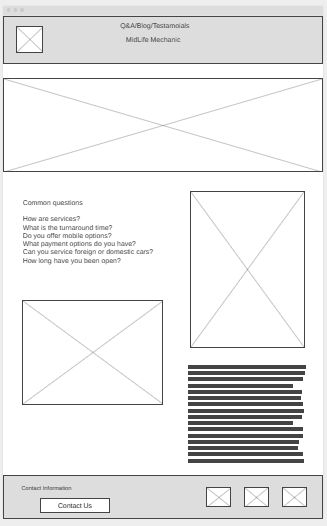 Q&A/Blog/Testamoials
MidLife Mechanic
Common questions
How are services?
What is the turnaround time?
Do you offer mobile options?
What payment options do you have?
Can you service foreign or domestic cars?
How long have you been open?
Contact Information
Contact Us